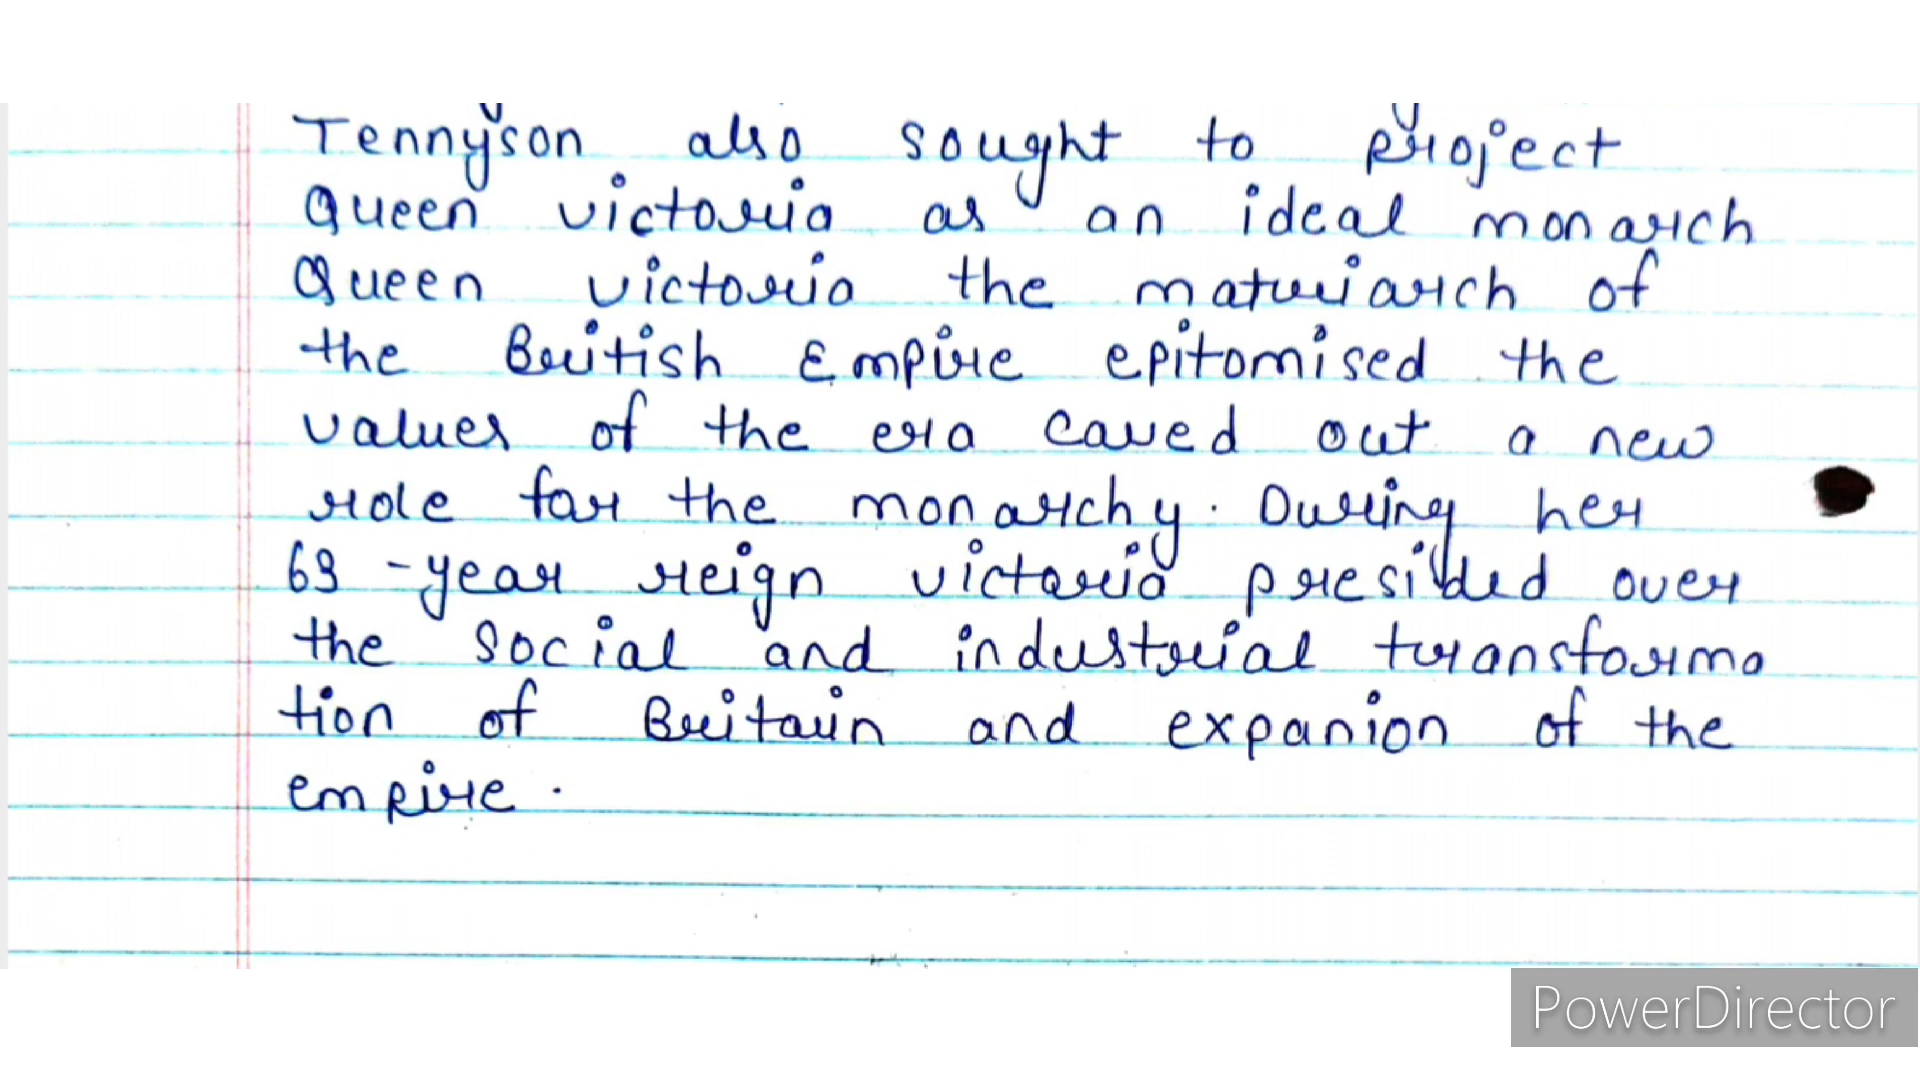 Tennyson also sought to project
Queen victoria as an ideal monarch
Queen victoria the matriarch of
the British Empire epitomised the
values of the era caved out a new
role for the monarchy. During her
63-year reign victoria presided over
the social and industrial transforma
tion of Britain and expanion of the
empire.
PowerDirector